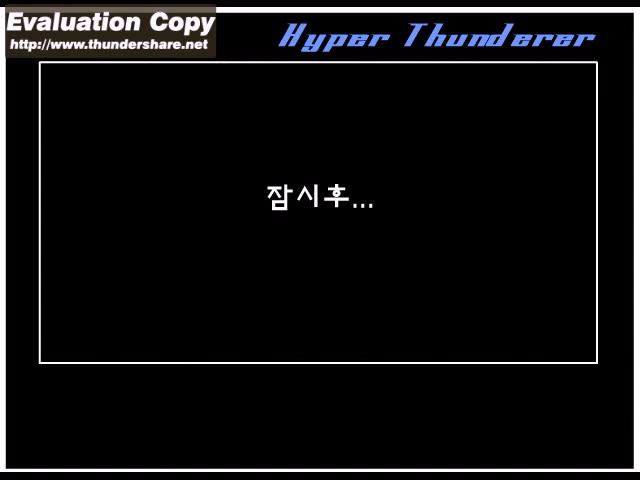 Evaluation Copy
http://www.thundershare.net
Hyper Thunderer
잠시후...